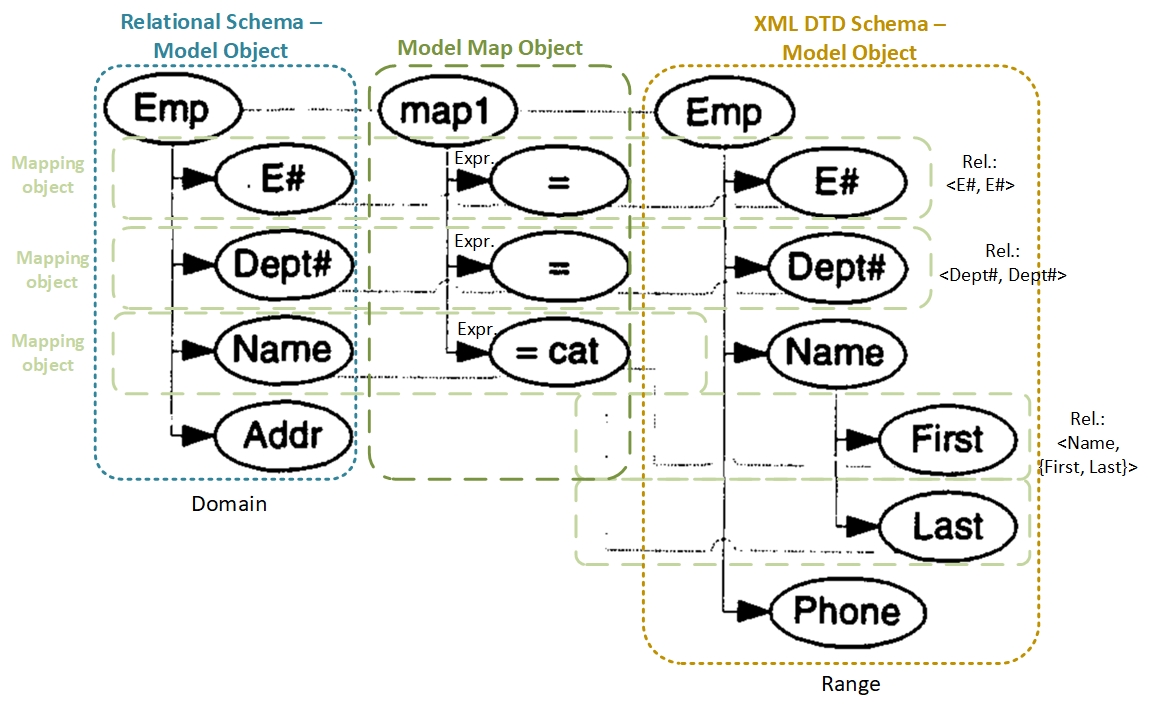 Relational Schema –
Model Object
Model Map Object
XML DTD Schema –
Model Object
Emp
map1
Emp
Mapping
object
E#
Expr.
=
E#
Rel.:
<E#, E#>
Mapping
object
Dept#
Expr.
=
Dept#
Rel.:
<Dept#, Dept#>
Mapping
object
Name
Expr.
= cat
Name
Addr
First
Rel.:
<Name,
{First, Last}>
Domain
Last
Phone
Range